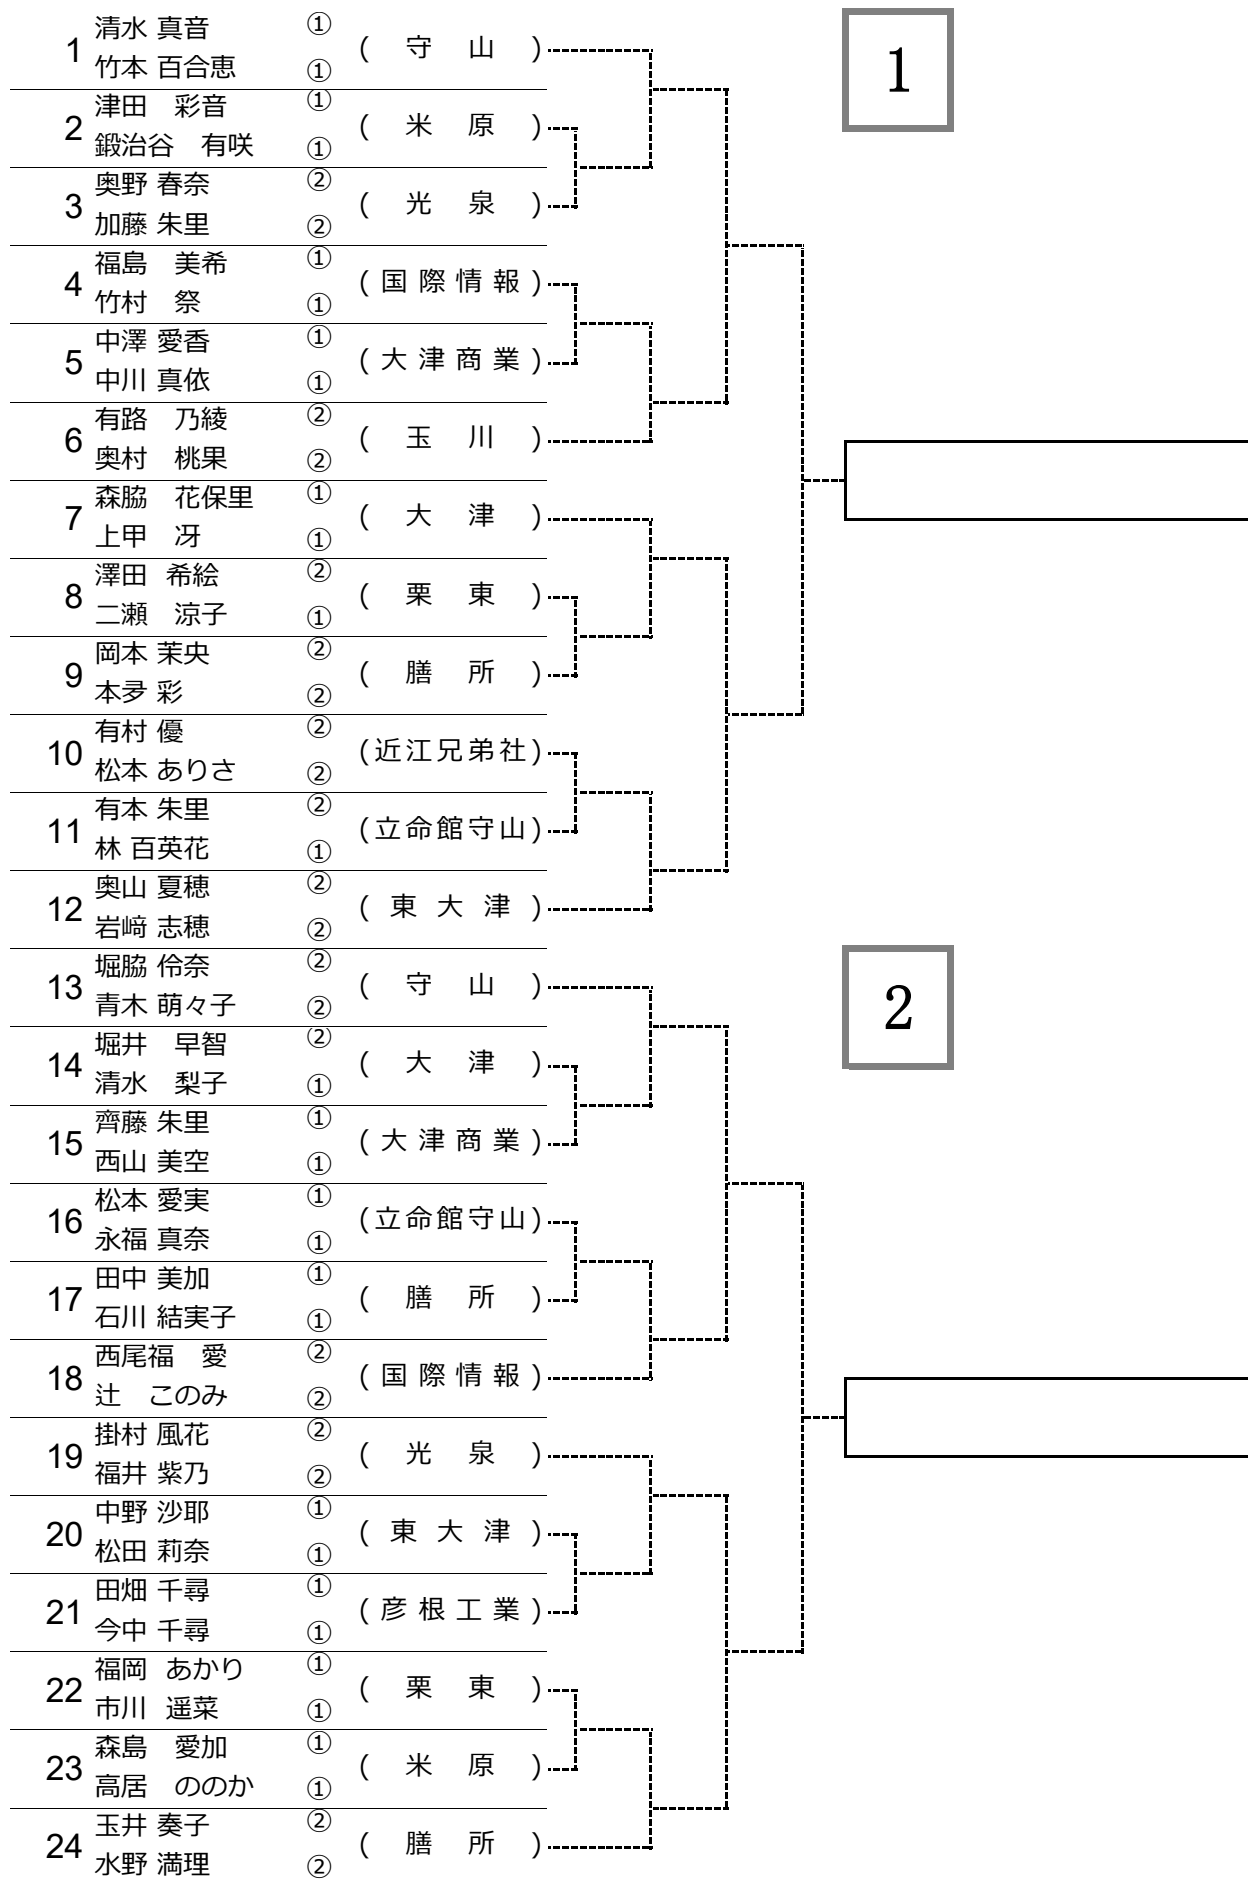 清水 真音 ①
1 ( 守 山 )
竹本 百合恵 ①
津田 彩音 ①
2 ( 米 原 )
鍛治谷 有咲 ①
奥野 春奈 ②
3 ( 光 泉 )
加藤 朱里 ②
福島 美希 ①
4 ( 国 際 情 報 )
竹村 祭 ①
中澤 愛香 ①
5 ( 大 津 商 業 )
中川 真依 ①
有路 乃綾 ②
6 ( 玉 川 )
奥村 桃果 ②
森脇 花保里 ①
7 ( 大 津 )
上甲 冴 ①
澤田 希絵 ②
8 ( 栗 東 )
二瀬 涼子 ①
岡本 茉央 ②
9 ( 膳 所 )
本夛 彩 ②
有村 優 ②
10 (近江兄弟社)
松本 ありさ ②
有本 朱里 ②
11 (立命館守山)
林 百英花 ①
奥山 夏穂 ②
12 ( 東 大 津 )
岩﨑 志穂 ②
堀脇 伶奈 ②
13 ( 守 山 )
青木 萌々子 ②
堀井 早智 ②
14 ( 大 津 )
清水 梨子 ①
齊藤 朱里 ①
15 ( 大 津 商 業 )
西山 美空 ①
松本 愛実 ①
16 (立命館守山)
永福 真奈 ①
田中 美加 ①
17 ( 膳 所 )
石川 結実子 ①
西尾福 愛 ②
18 ( 国 際 情 報 )
辻 このみ ②
掛村 風花 ②
19 ( 光 泉 )
福井 紫乃 ②
中野 沙耶 ①
20 ( 東 大 津 )
松田 莉奈 ①
田畑 千尋 ①
21 ( 彦 根 工 業 )
今中 千尋 ①
福岡 あかり ①
22 ( 栗 東 )
市川 遥菜 ①
森島 愛加 ①
23 ( 米 原 )
高居 ののか ①
玉井 奏子 ②
24 ( 膳 所 )
水野 満理 ②
1
2